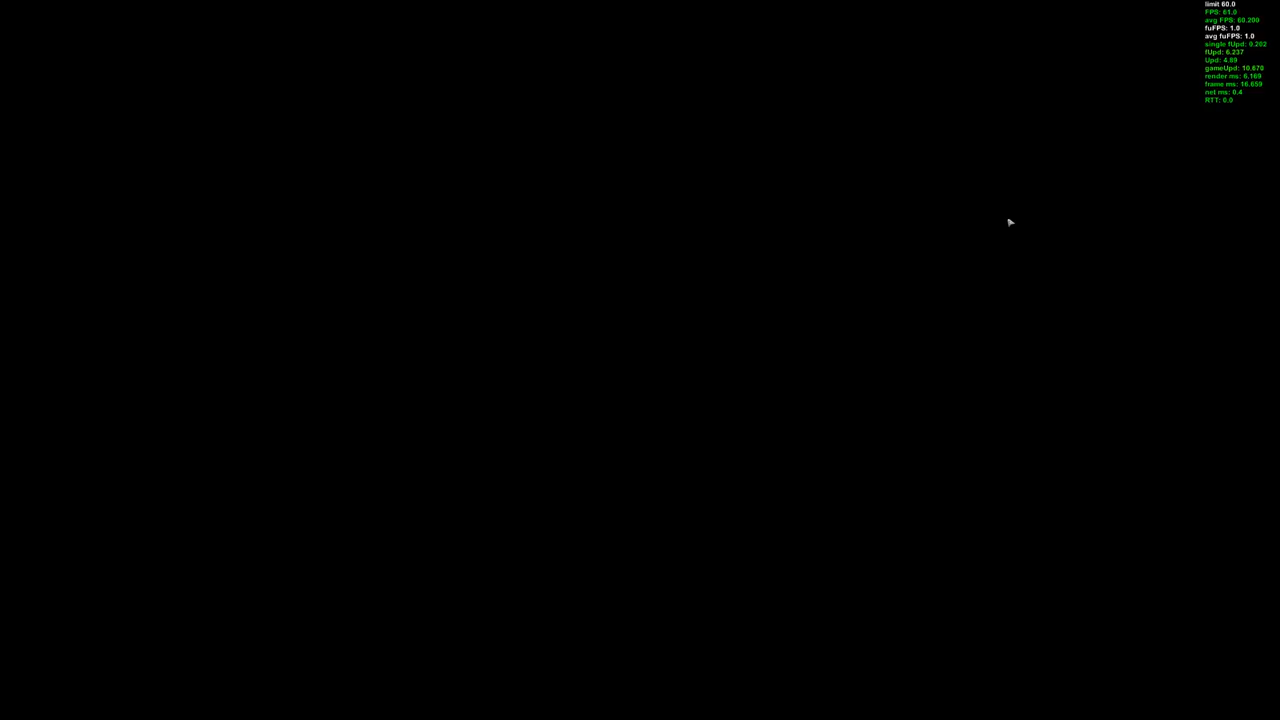 limit 60.0
FPS: 61.0
avg FPS: 60.200
fuFPS: 1.0
avg fuFPS: 1.0
single fUpd: 0.202
fUpd: 6.237
Upd: 4.89
gameUpd: 10.670
render ms: 6.169
frame ms: 16.659
net ms: 0.4
RTT: 0.0